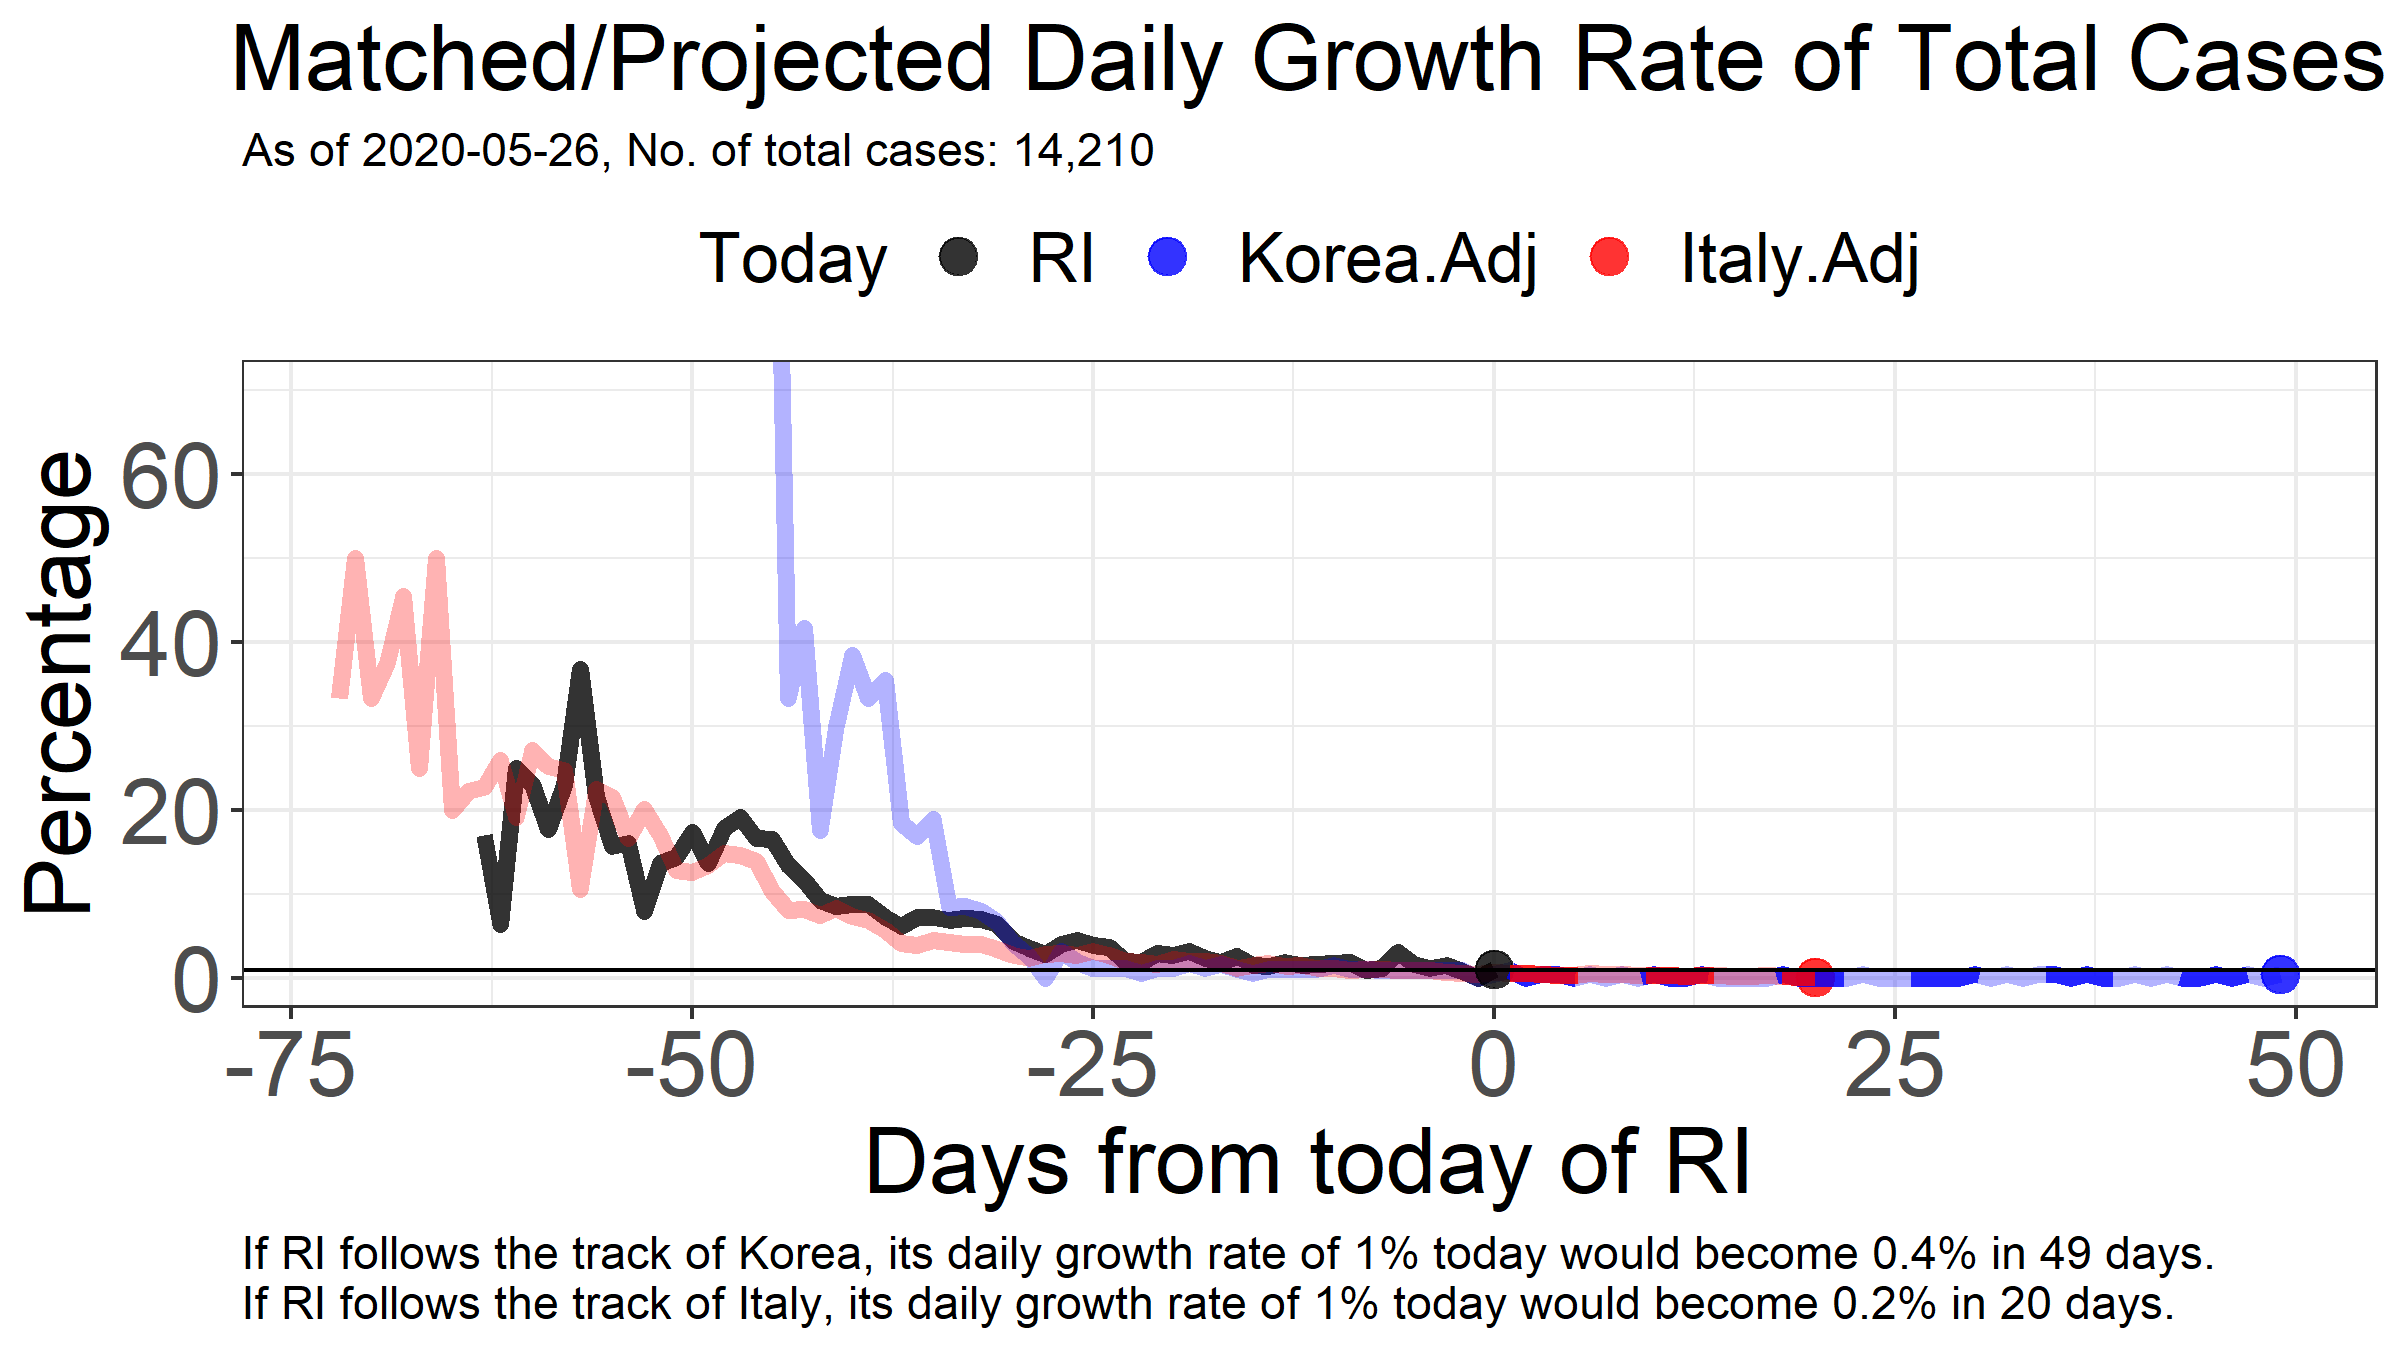 Matched/Projected Daily Growth Rate of Total Cases
As of 2020-05-26, No. of total cases: 14,210
Today RI Korea.Adj Italy.Adj
Percentage
60
40
20
0
-75 -50 -25 0 25 50
Days from today of RI
If RI follows the track of Korea, its daily growth rate of 1% today would become 0.4% in 49 days.
If RI follows the track of Italy, its daily growth rate of 1% today would become 0.2% in 20 days.